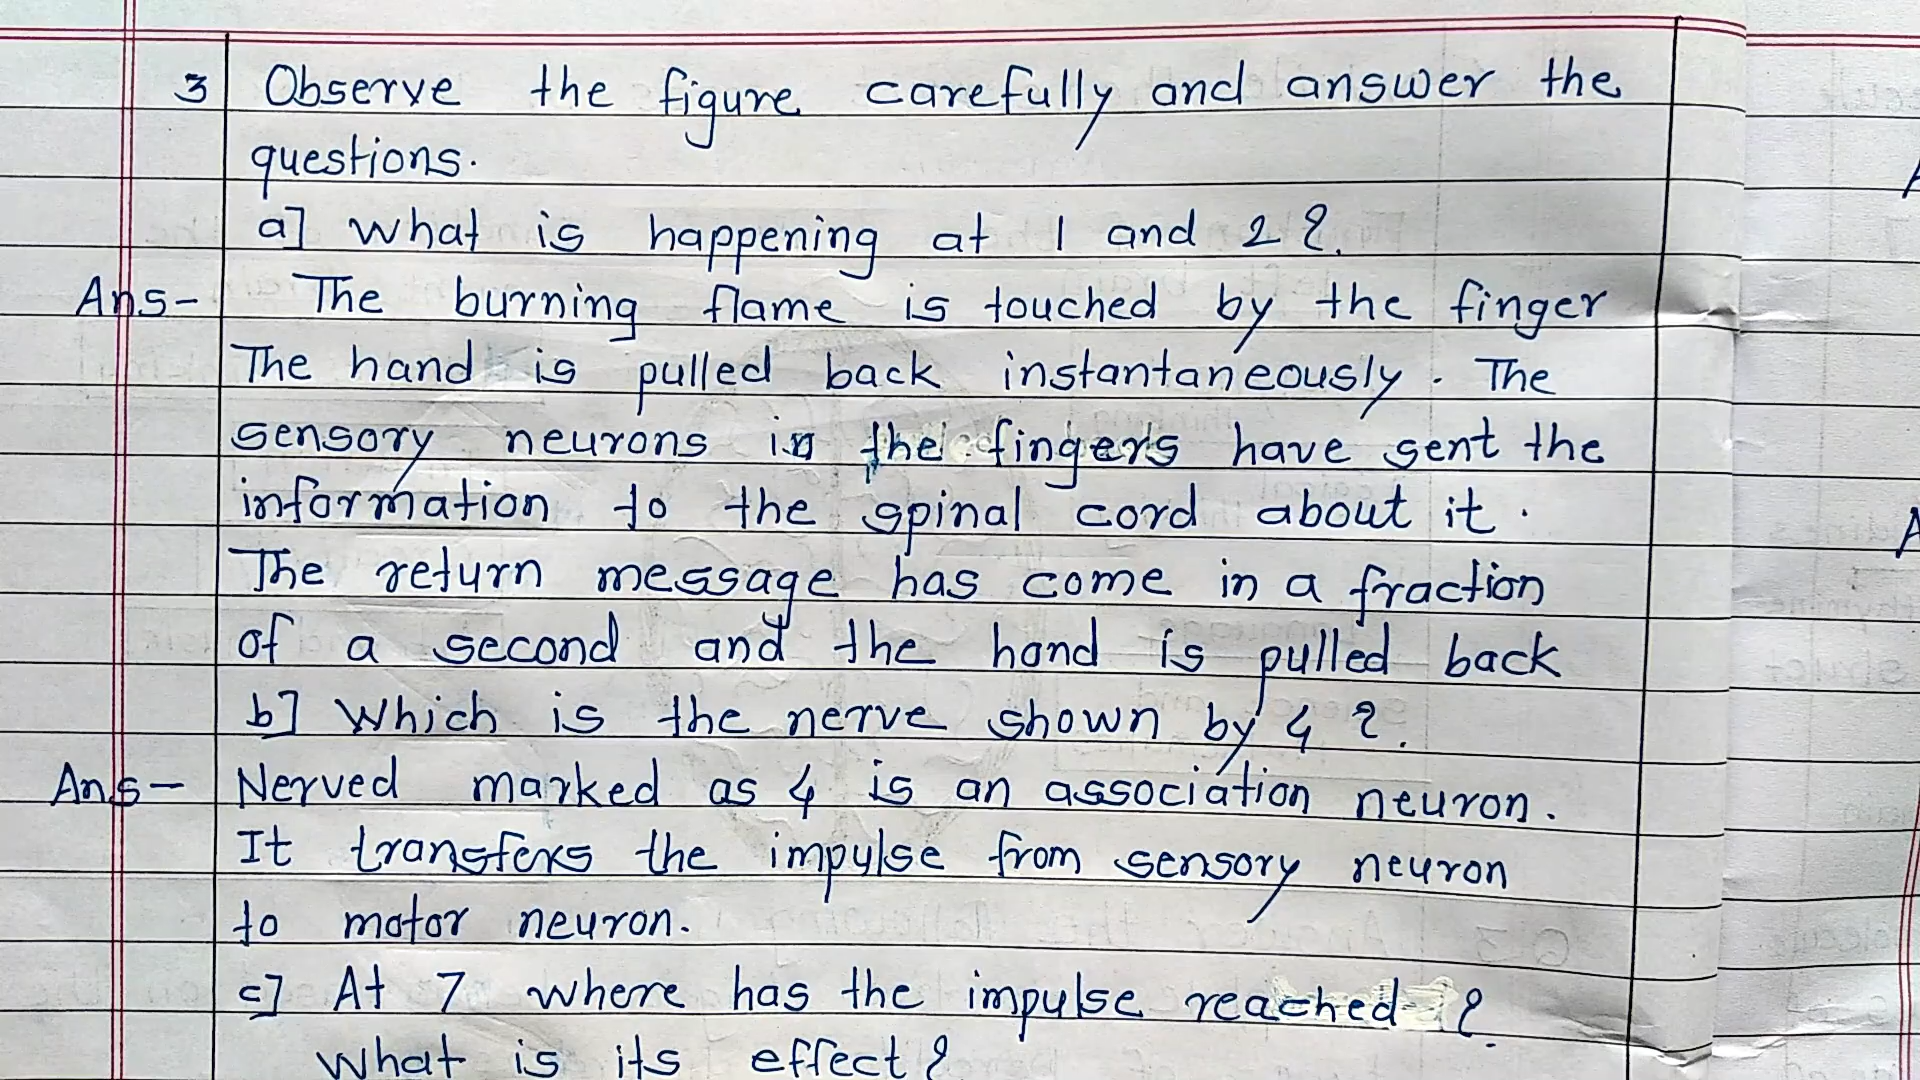 3 Observe the figure carefully and answer the
questions.
a] what is happening at 1 and 2 ?.
Ans- The burning flame is touched by the finger
The hand is pulled back instantaneously. The
sensory neurons in the fingers have sent the
information to the spinal cord about it.
The return message has come in a fraction
of a second and the hand is pulled back
b] Which is the nerve shown by 4 ?.
Ans- Nerved marked as 4 is an association neuron.
It transfers the impulse from sensory neuron
to motor neuron.
c] At 7 where has the impulse reached ?.
What is its effect?